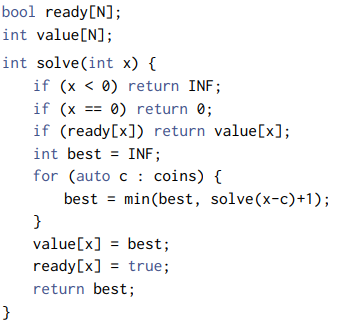 bool ready[N];
int value[N];
int solve(int x) {
    if (x < 0) return INF;
    if (x == 0) return 0;
    if (ready[x]) return value[x];
    int best = INF;
    for (auto c : coins) {
        best = min(best, solve(x-c)+1);
    }
    value[x] = best;
    ready[x] = true;
    return best;
}